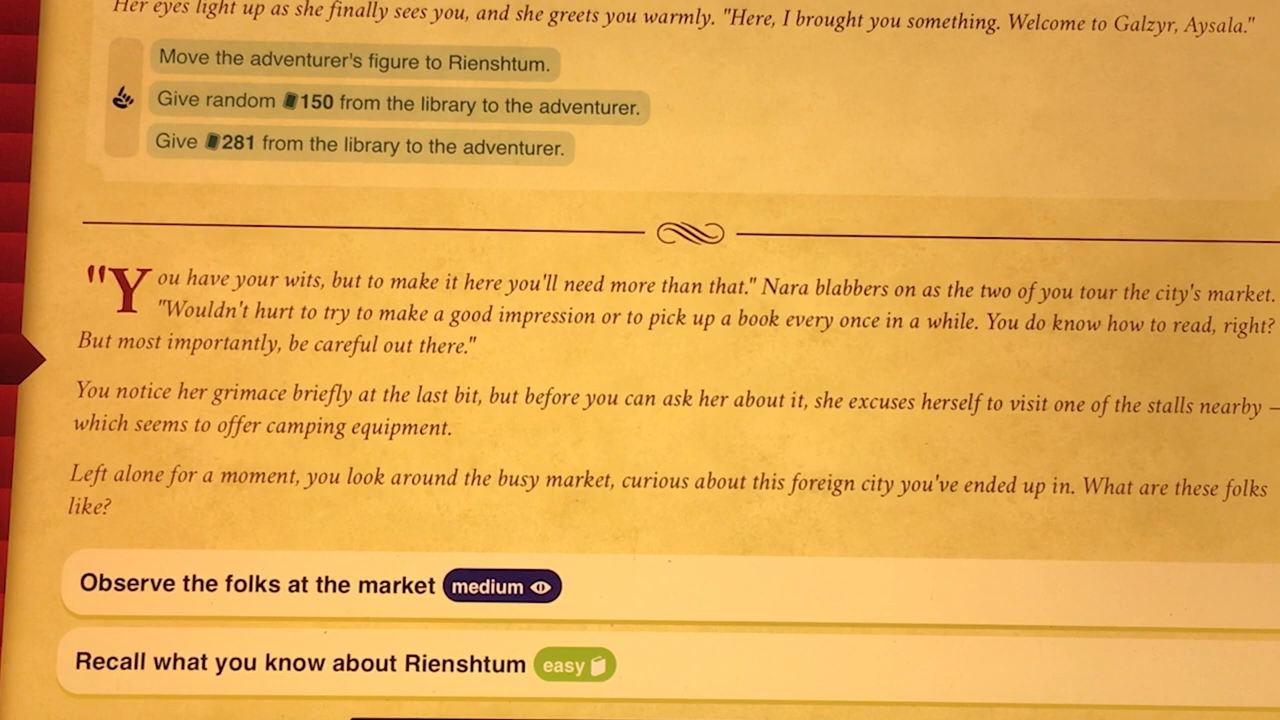 Her eyes light up as she finally sees you, and she greets you warmly. "Here, I brought you something. Welcome to Galzyr, Aysala."
Move the adventurer's figure to Rienshtum.
Give random 150 from the library to the adventurer.
Give 281 from the library to the adventurer.
"You have your wits, but to make it here you'll need more than that." Nara blabbers on as the two of you tour the city's market.
"Wouldn't hurt to try to make a good impression or to pick up a book every once in a while. You do know how to read, right?
But most importantly, be careful out there."
You notice her grimace briefly at the last bit, but before you can ask her about it, she excuses herself to visit one of the stalls nearby –
which seems to offer camping equipment.
Left alone for a moment, you look around the busy market, curious about this foreign city you've ended up in. What are these folks
like?
Observe the folks at the market medium
Recall what you know about Rienshtum easy